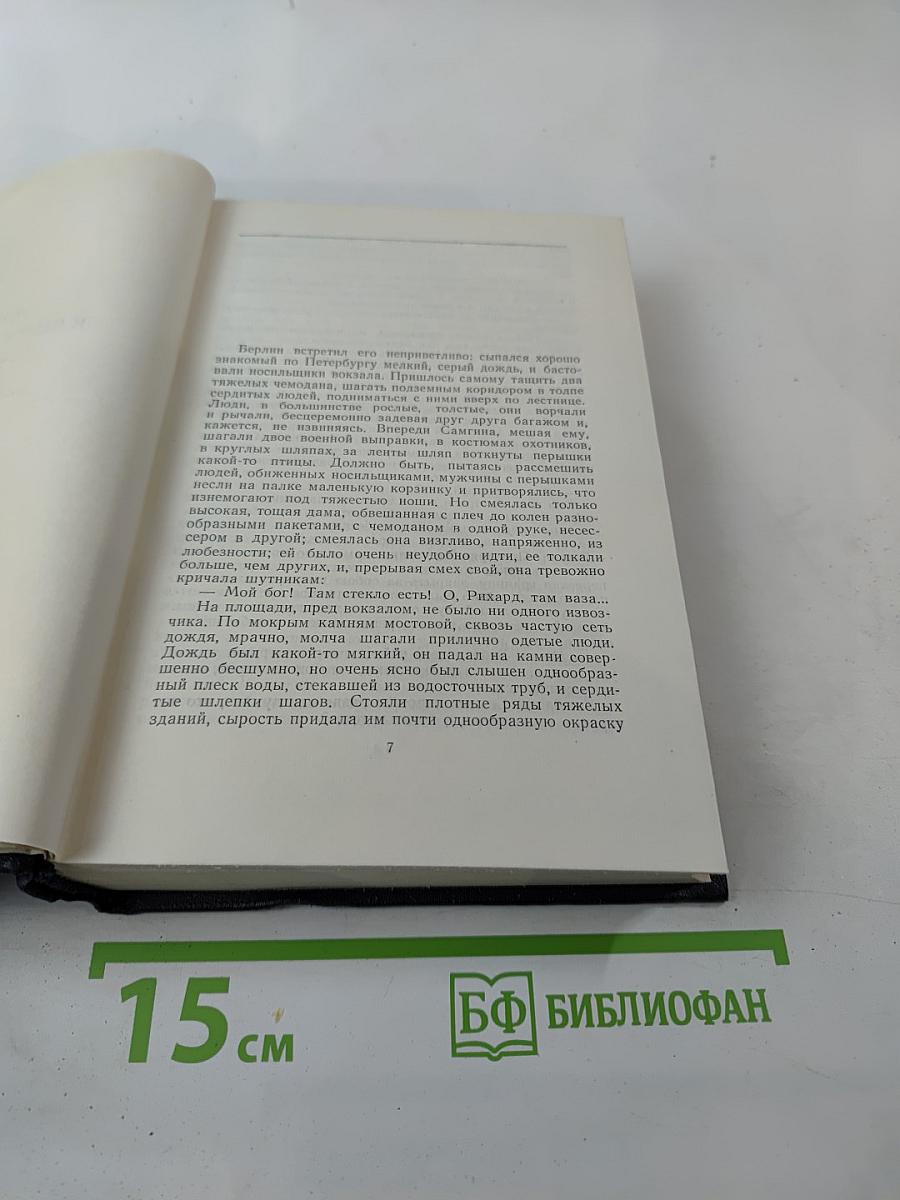 Берлин встретил его неприветливо: сыпался хорошо
знакомый по Петербургу мелкий, серый дождь, и басто-
вали носильщики вокзала. Пришлось самому тащить два
тяжелых чемодана, шагать подземным коридором в толпе
сердитых людей, подниматься с ними вверх по лестнице.
Люди, в большинстве рослые, толстые, они ворчали
и рычали, бесцеремонно задевая друг друга багажом и,
кажется, не извиняясь. Впереди Самгина, мешая ему,
шагали двое военной выправки, в костюмах охотников,
в круглых шляпах, за ленты шляп воткнуты перышки
какой-то птицы. Должно быть, пытаясь рассмешить
людей, обиженных носильщиками, мужчины с перышками
несли на палке маленькую корзинку и притворялись, что
изнемогают под тяжестью ноши. Но смеялась только
высокая, тощая дама, обвешанная с плеч до колен разно-
образными пакетами, с чемоданом в одной руке, несес-
сером в другой; смеялась она визгливо, напряженно, из
любезности; ей было очень неудобно идти, ее толкали
больше, чем других, и, прерывая смех свой, она тревожно
кричала шутникам:
— Мой бог! Там стекло есть! О, Рихард, там ваза...
На площади, пред вокзалом, не было ни одного извоз-
чика. По мокрым камням мостовой, сквозь частую сеть
дождя, мрачно, молча шагали прилично одетые люди.
Дождь был какой-то мягкий, он падал на камни совер-
шенно бесшумно, но очень ясно был слышен однообраз-
ный плеск воды, стекавшей из водосточных труб, и серди-
тые шлепки шагов. Стояли плотные ряды тяжелых
зданий, сырость придала им почти однообразную окраску
7
15 см
БФ БИБЛИОФАН